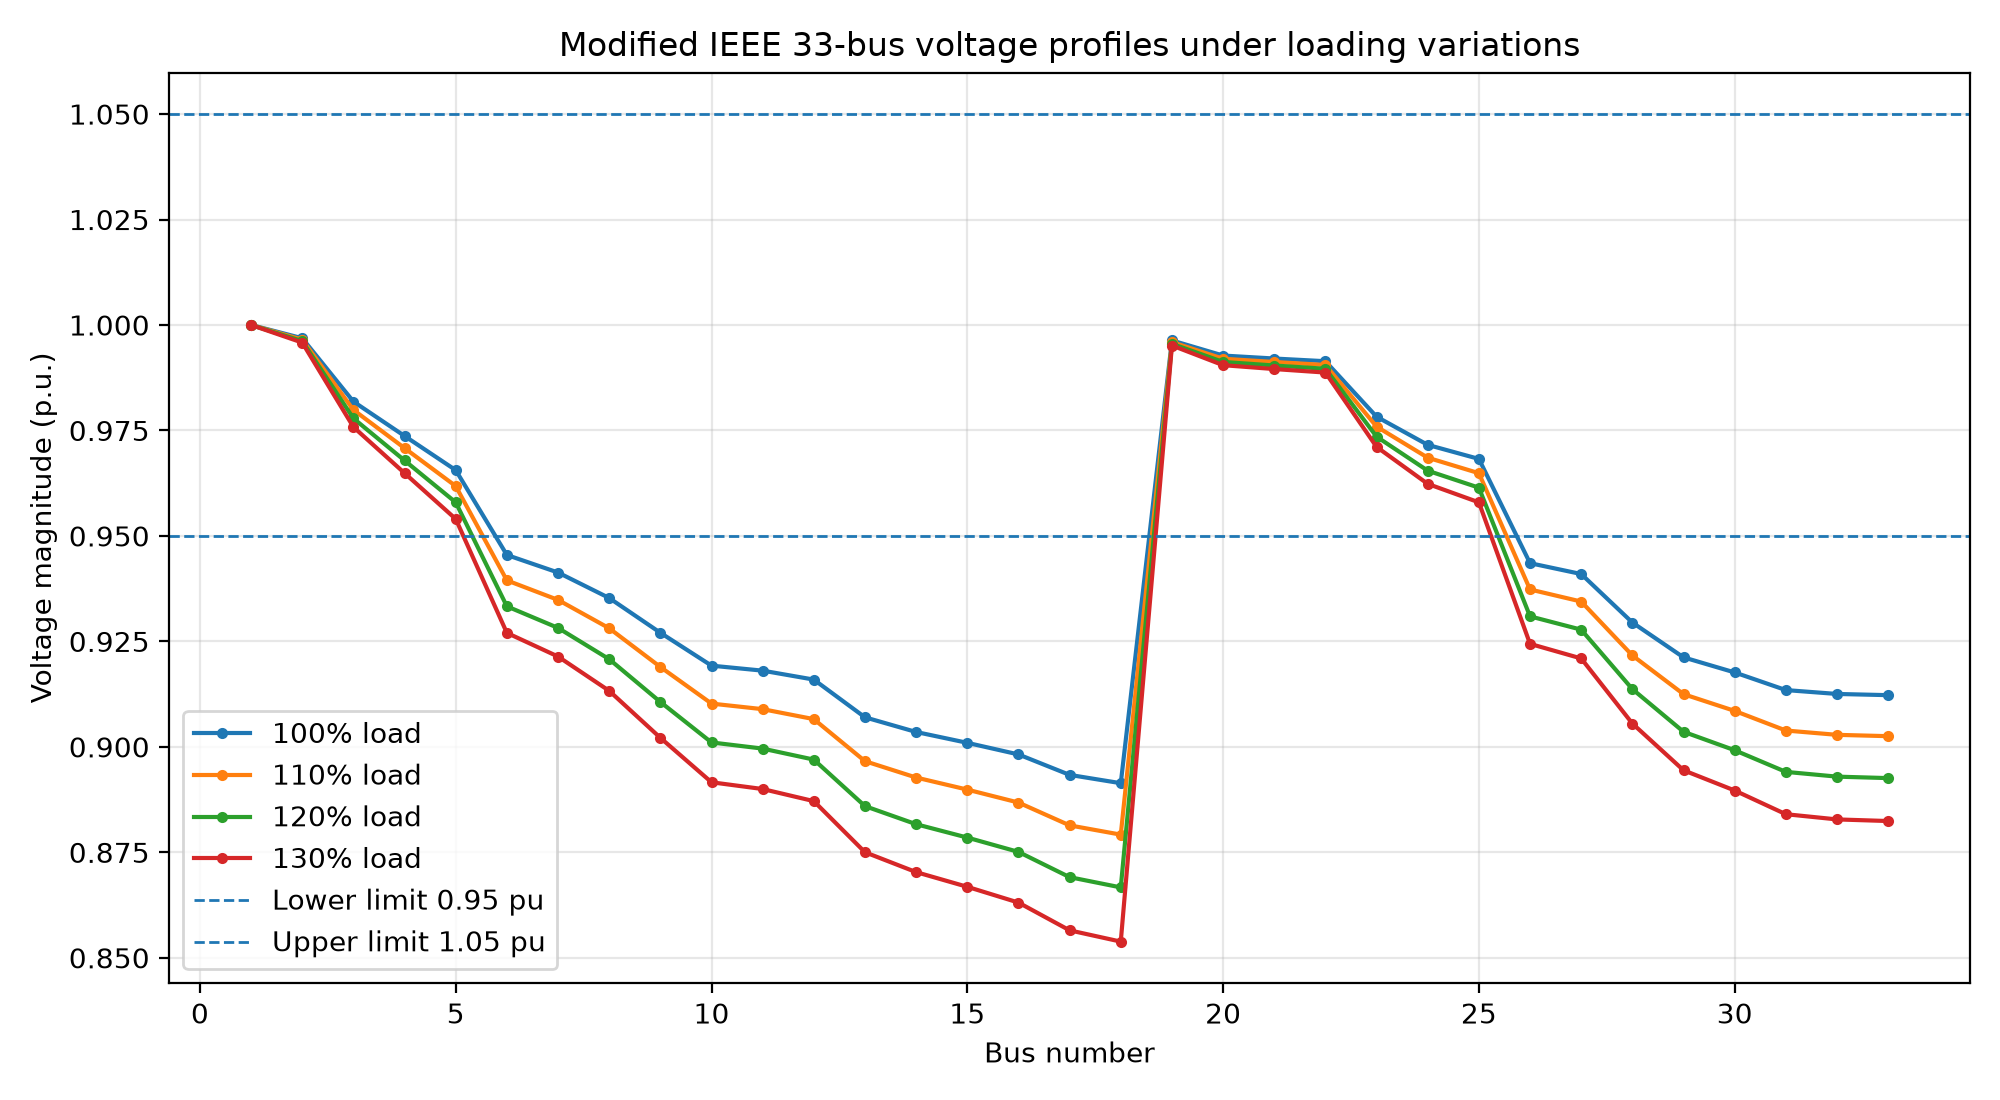 Modified IEEE 33-bus voltage profiles under loading variations
Voltage magnitude (p.u.)
1.050
1.025
1.000
0.975
0.950
0.925
0.900
0.875
0.850
100% load
110% load
120% load
130% load
Lower limit 0.95 pu
Upper limit 1.05 pu
0 5 10 15 20 25 30
Bus number